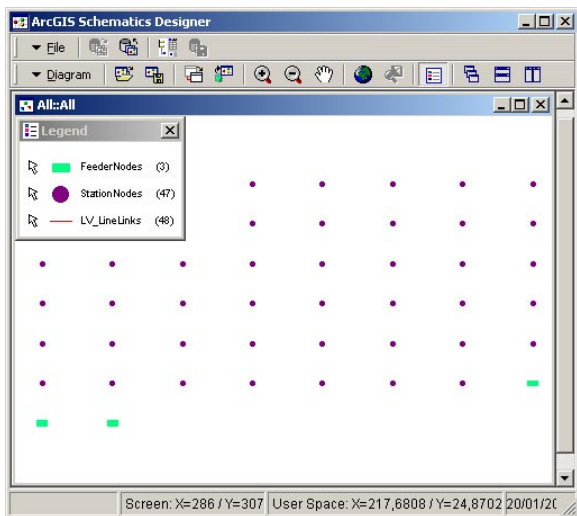 ArcGIS Schematics Designer
File
Diagram
All::All
Legend
FeederNodes (3)
StationNodes (47)
LV_LineLinks (48)
Screen: X=286 / Y=307 User Space: X=217,6808 / Y=24,8702 20/01/20